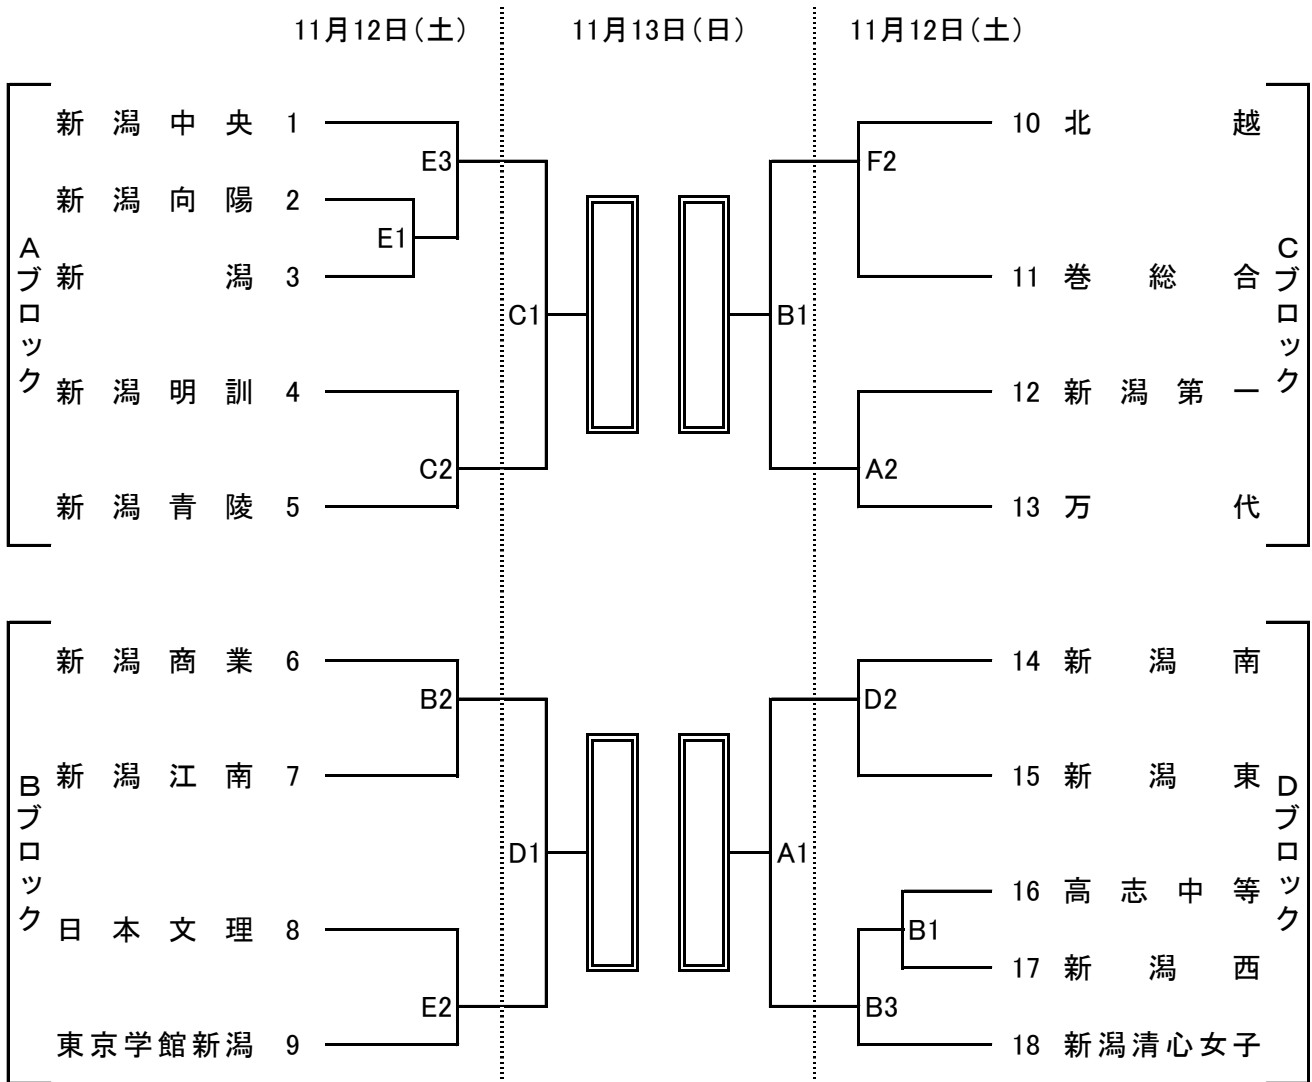 11月12日(土) 11月13日(日) 11月12日(土)
Aブロック
新潟中央 1
新潟向陽 2
新潟 3
新潟明訓 4
新潟青陵 5
E3
E1
C1
C2
Bブロック
新潟商業 6
新潟江南 7
日本文理 8
東京学館新潟 9
B2
D1
E2
Cブロック
10 北越
11 巻総合
12 新潟第一
13 万代
F2
B1
A2
Dブロック
14 新潟南
15 新潟東
16 高志中等
17 新潟西
18 新潟清心女子
D2
A1
B1
B3